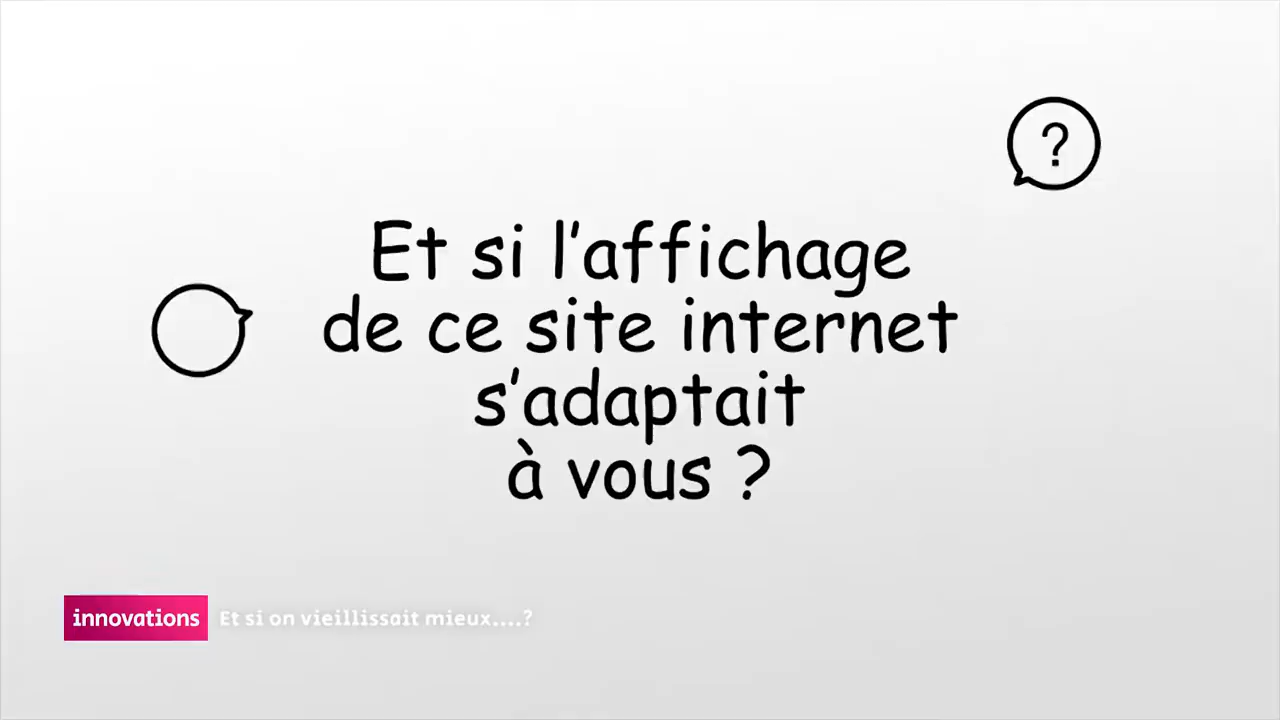 ?
Et si l'affichage
de ce site internet
s'adaptait
à vous ?
innovations Et si on vieillissait mieux....?